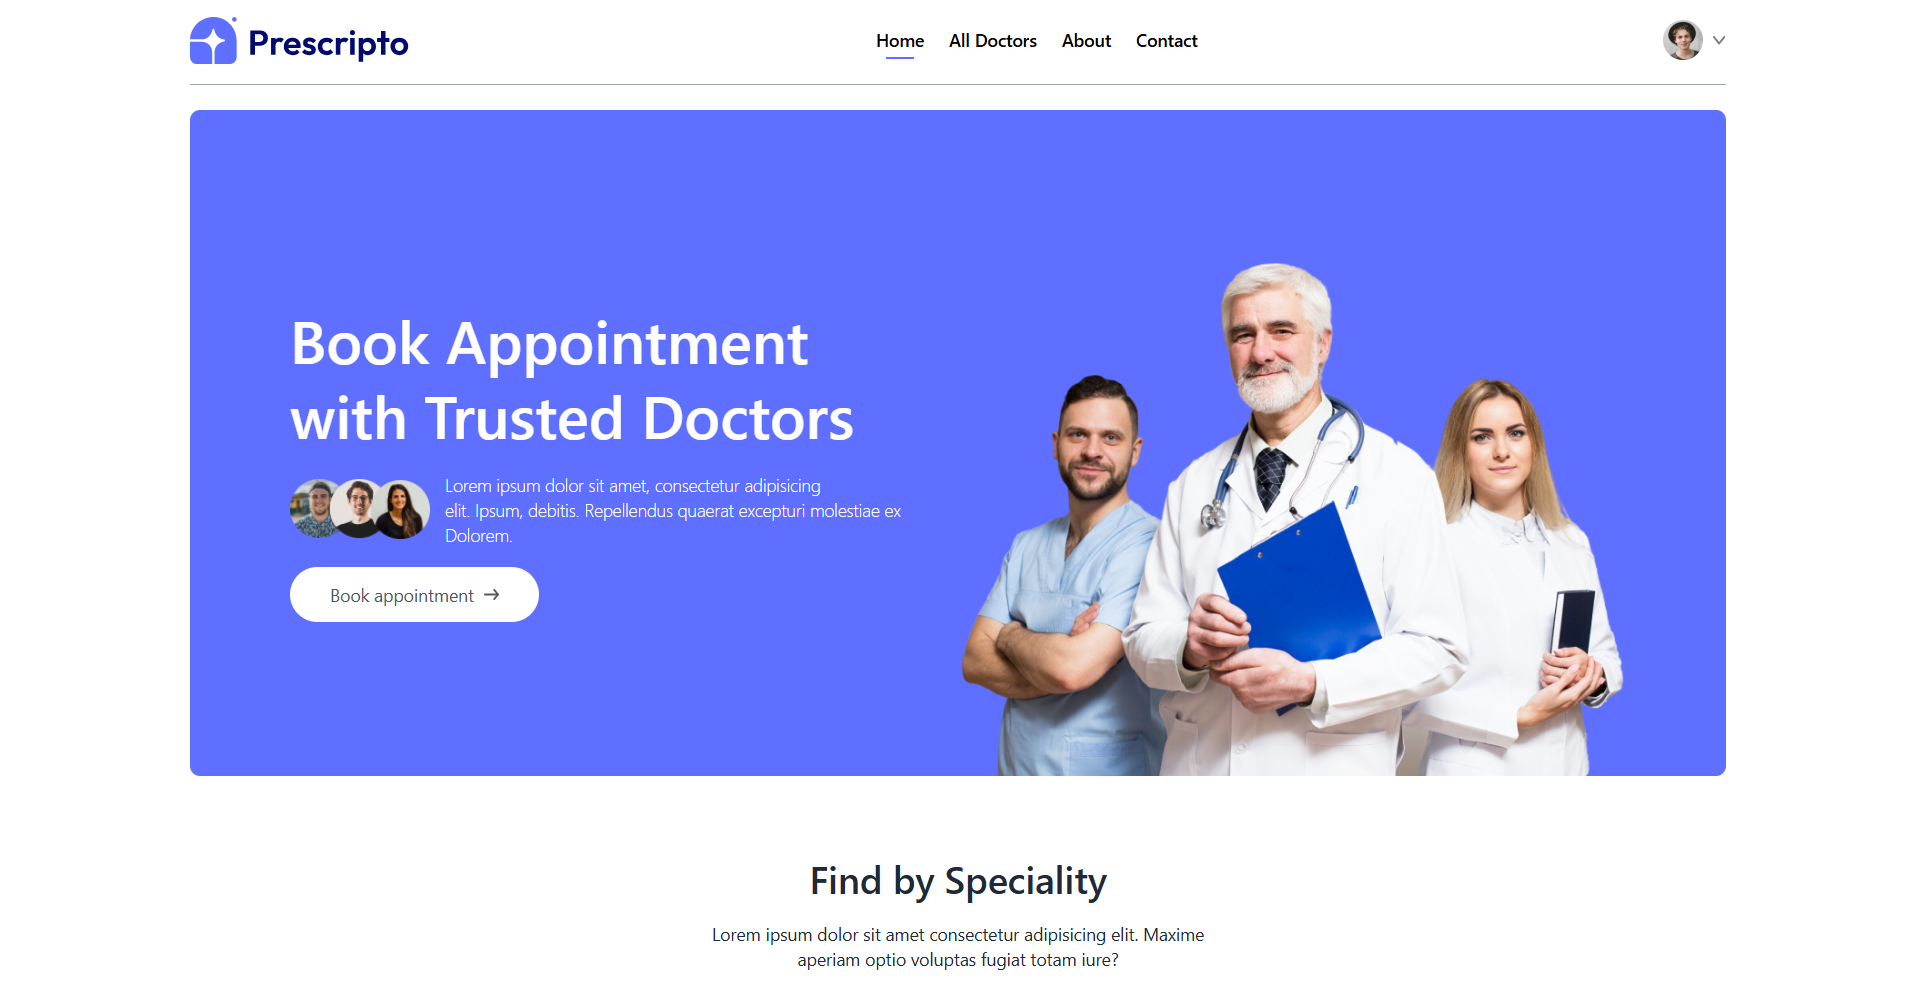 Prescripto
Home
All Doctors
About
Contact
Book Appointment
with Trusted Doctors
Lorem ipsum dolor sit amet, consectetur adipisicing
elit. Ipsum, debitis. Repellendus quaerat excepturi molestiae ex
Dolorem.
Book appointment →
Find by Speciality
Lorem ipsum dolor sit amet consectetur adipisicing elit. Maxime
aperiam optio voluptas fugiat totam iure?